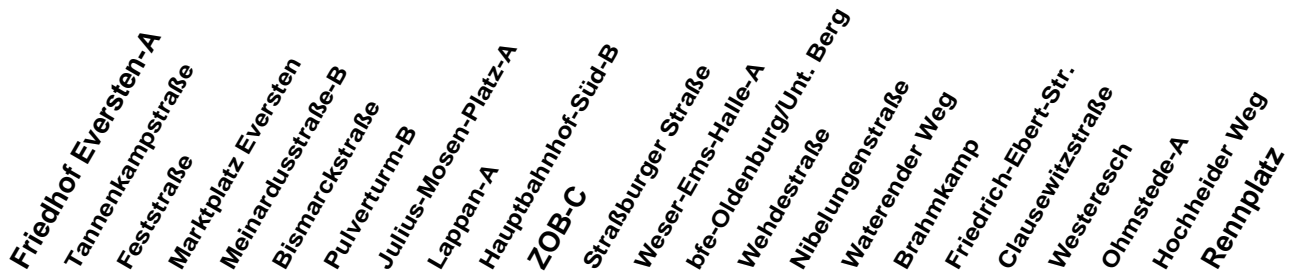 Friedhof Eversten-A
Tannenkampstraße
Feststraße
Marktplatz Eversten
Meinardusstraße-B
Bismarckstraße
Pulverturm-B
Julius-Mosen-Platz-A
Lappan-A
Hauptbahnhof-Süd-B
ZOB-C
Straßburger Straße
Weser-Ems-Halle-A
bfe-Oldenburg/Unt. Berg
Wehdestraße
Nibelungenstraße
Waterender Weg
Brahmkamp
Friedrich-Ebert-Str.
Clausewitzstraße
Westeresch
Ohmstede-A
Hochheider Weg
Rennplatz